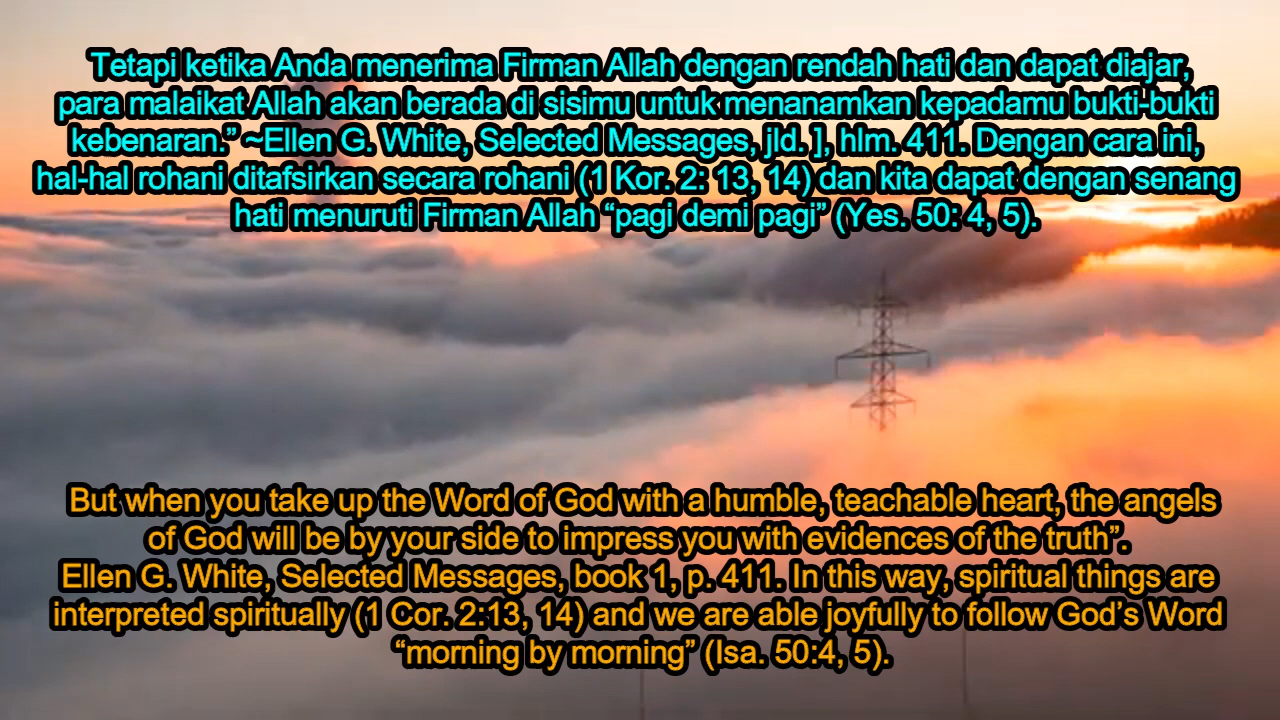 Tetapi ketika Anda menerima Firman Allah dengan rendah hati dan dapat diajar,
para malaikat Allah akan berada di sisimu untuk menanamkan kepadamu bukti-bukti
kebenaran.” ~Ellen G. White, Selected Messages, jld. ], hlm. 411. Dengan cara ini,
hal-hal rohani ditafsirkan secara rohani (1 Kor. 2: 13, 14) dan kita dapat dengan senang
hati menuruti Firman Allah “pagi demi pagi” (Yes. 50: 4, 5).
But when you take up the Word of God with a humble, teachable heart, the angels
of God will be by your side to impress you with evidences of the truth”.
Ellen G. White, Selected Messages, book 1, p. 411. In this way, spiritual things are
interpreted spiritually (1 Cor. 2:13, 14) and we are able joyfully to follow God’s Word
“morning by morning” (Isa. 50:4, 5).